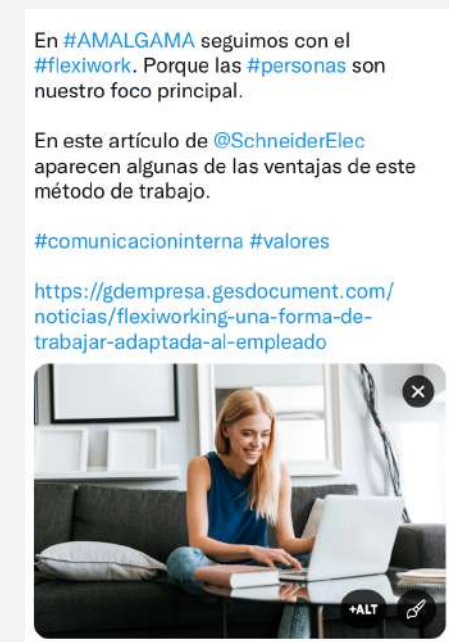 En #AMALGAMA seguimos con el
#flexiwork. Porque las #personas son
nuestro foco principal.
En este artículo de @SchneiderElec
aparecen algunas de las ventajas de este
método de trabajo.
#comunicacioninterna #valores
https://gdempresa.gesdocument.com/
noticias/flexiworking-una-forma-de-
trabajar-adaptada-al-empleado
+ALT